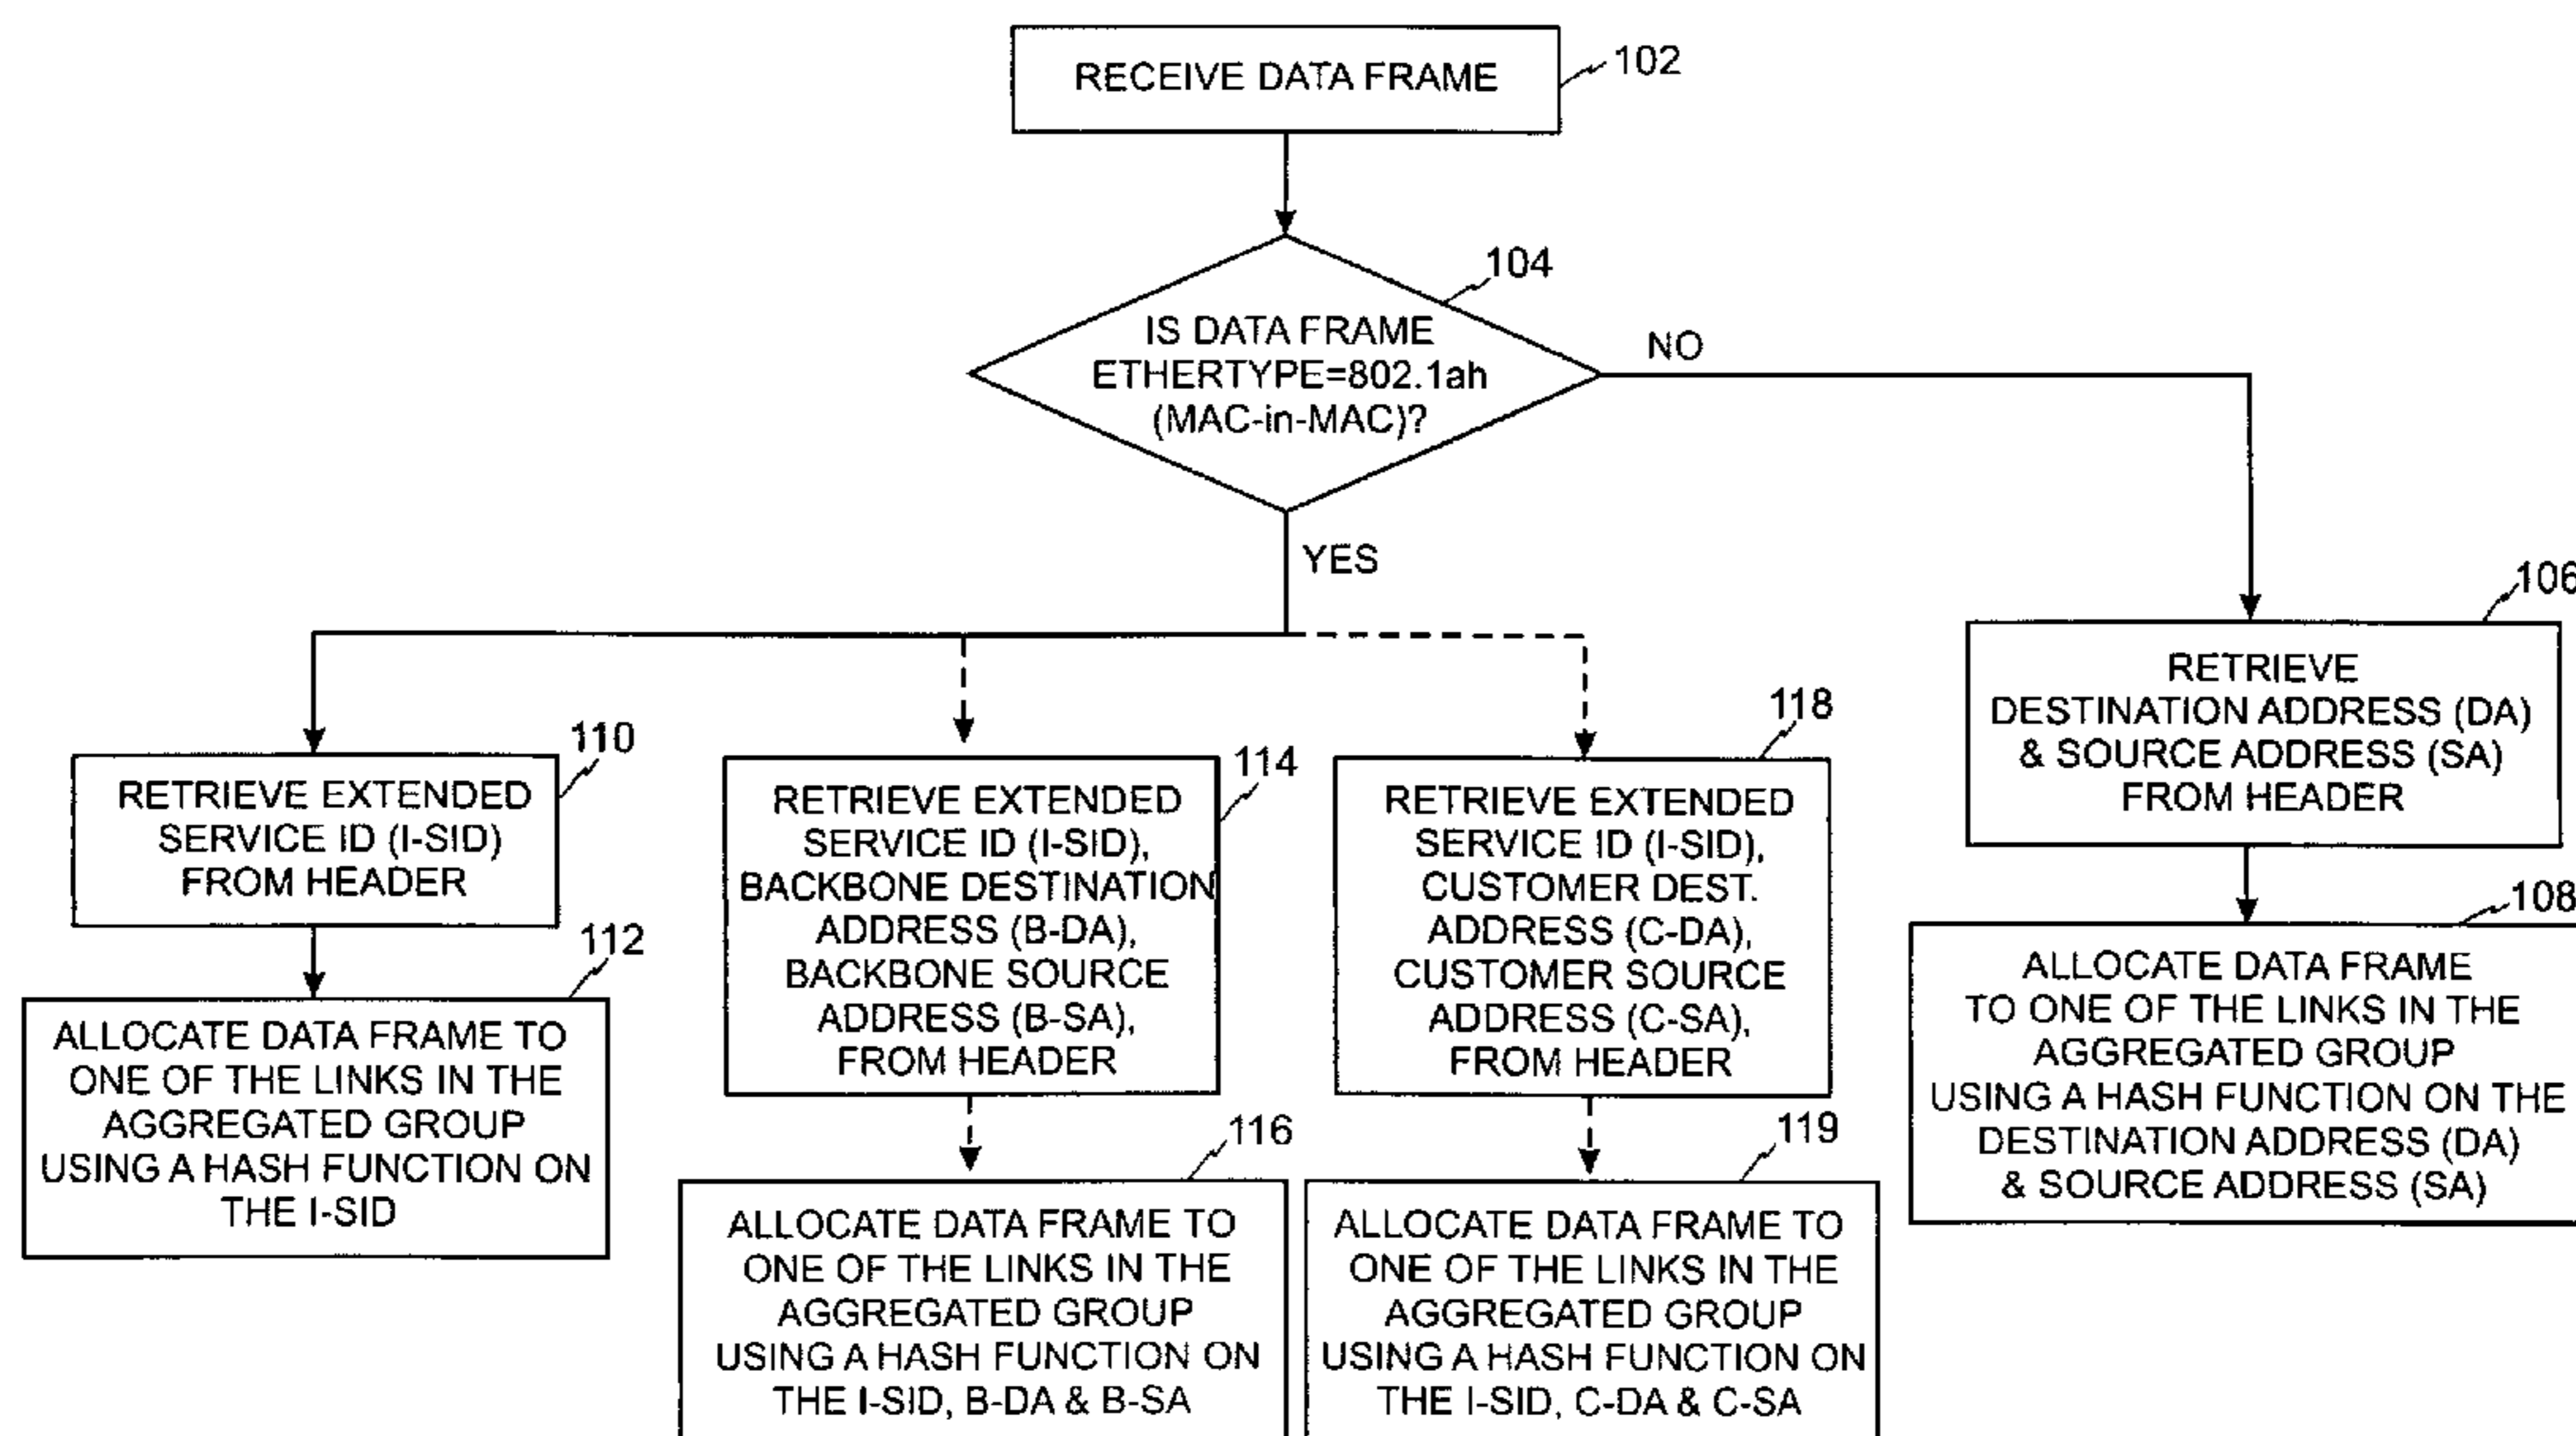 RECEIVE DATA FRAME
102
104
IS DATA FRAME
ETHERTYPE=802.1ah
(MAC-in-MAC)?
NO
YES
110
RETRIEVE EXTENDED
SERVICE ID (I-SID)
FROM HEADER
112
ALLOCATE DATA FRAME TO
ONE OF THE LINKS IN THE
AGGREGATED GROUP
USING A HASH FUNCTION ON
THE I-SID
114
RETRIEVE EXTENDED
SERVICE ID (I-SID),
BACKBONE DESTINATION
ADDRESS (B-DA),
BACKBONE SOURCE
ADDRESS (B-SA),
FROM HEADER
116
ALLOCATE DATA FRAME TO
ONE OF THE LINKS IN THE
AGGREGATED GROUP
USING A HASH FUNCTION ON
THE I-SID, B-DA & B-SA
118
RETRIEVE EXTENDED
SERVICE ID (I-SID),
CUSTOMER DEST.
ADDRESS (C-DA),
CUSTOMER SOURCE
ADDRESS (C-SA),
FROM HEADER
119
ALLOCATE DATA FRAME TO
ONE OF THE LINKS IN THE
AGGREGATED GROUP
USING A HASH FUNCTION ON
THE I-SID, C-DA & C-SA
106
RETRIEVE
DESTINATION ADDRESS (DA)
& SOURCE ADDRESS (SA)
FROM HEADER
108
ALLOCATE DATA FRAME
TO ONE OF THE LINKS IN THE
AGGREGATED GROUP
USING A HASH FUNCTION ON THE
DESTINATION ADDRESS (DA)
& SOURCE ADDRESS (SA)